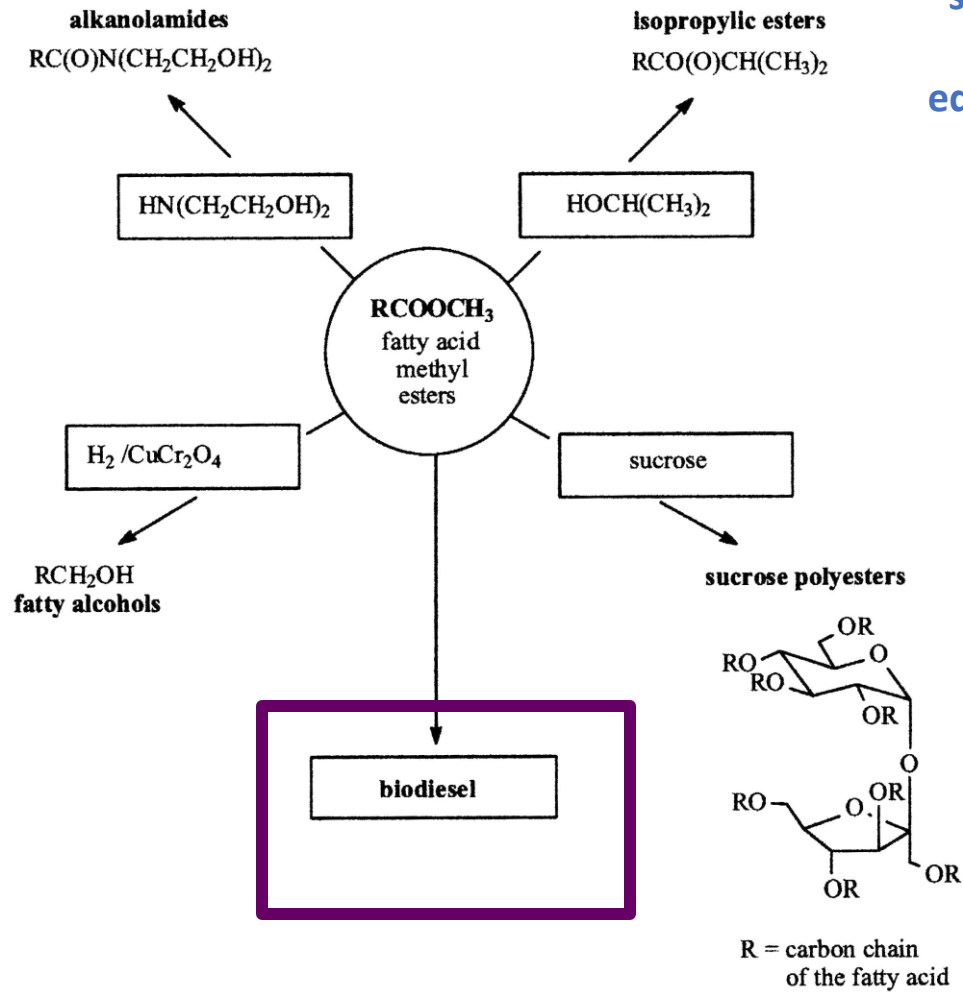 alkanolamides
RC(O)N(CH₂CH₂OH)₂
isopropylic esters
RCO(O)CH(CH₃)₂
s
ed
HN(CH₂CH₂OH)₂
HOCH(CH₃)₂
RCOOCH₃
fatty acid
methyl
esters
H₂ /CuCr₂O₄
sucrose
RCH₂OH
fatty alcohols
sucrose polyesters
biodiesel
OR
O
RO
RO
OR
O
RO
O
OR
OR
OR
R = carbon chain
of the fatty acid